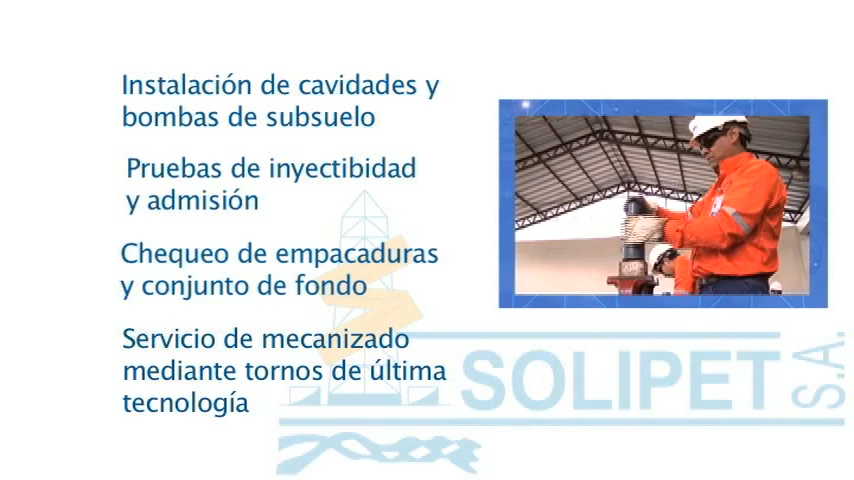 Instalación de cavidades y
bombas de subsuelo
Pruebas de inyectibidad
y admisión
Chequeo de empacaduras
y conjunto de fondo
Servicio de mecanizado
mediante tornos de última
tecnología
SOLIPET S.A.